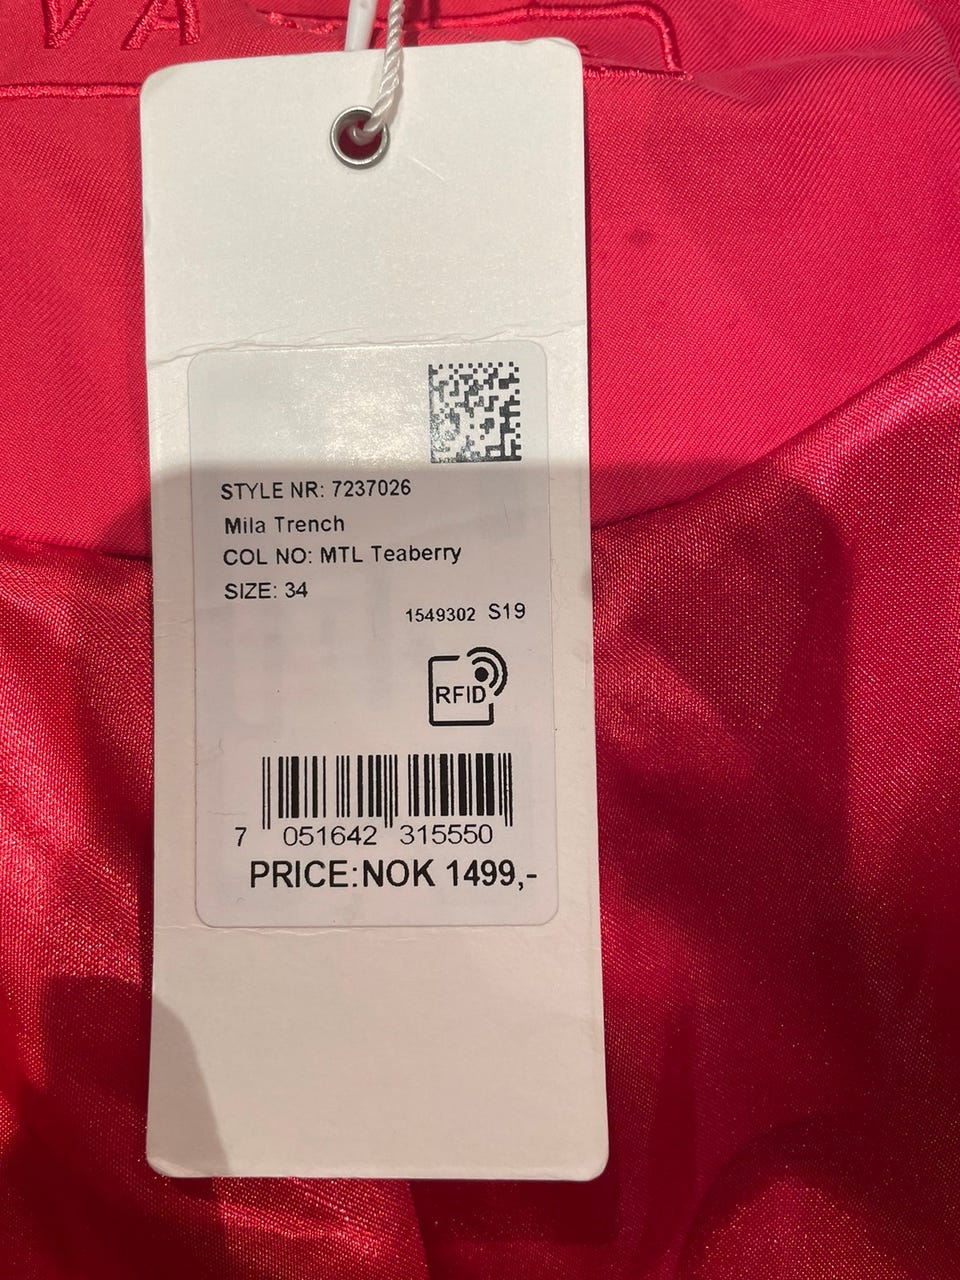 VA
STYLE NR: 7237026
Mila Trench
COL NO: MTL Teaberry
SIZE: 34
1549302 S19
RFID
7 051642 315550
PRICE:NOK 1499,-